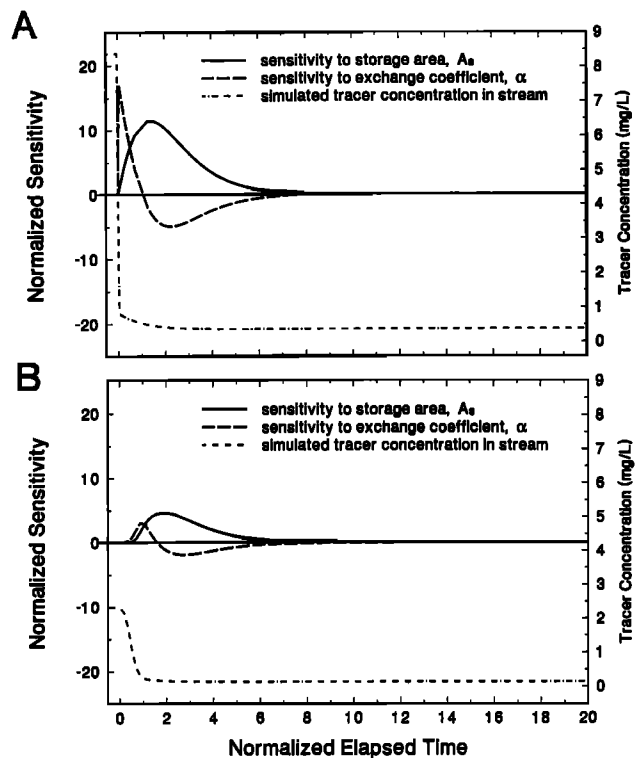 A
sensitivity to storage area, As
sensitivity to exchange coefficient, α
simulated tracer concentration in stream
Normalized Sensitivity
20
10
0
-10
-20
9
8
7
6
5
4
3
2
1
0
Tracer Concentration (mg/L)
B
sensitivity to storage area, As
sensitivity to exchange coefficient, α
simulated tracer concentration in stream
Normalized Sensitivity
20
10
0
-10
-20
9
8
7
6
5
4
3
2
1
0
Tracer Concentration (mg/L)
0 2 4 6 8 10 12 14 16 18 20
Normalized Elapsed Time